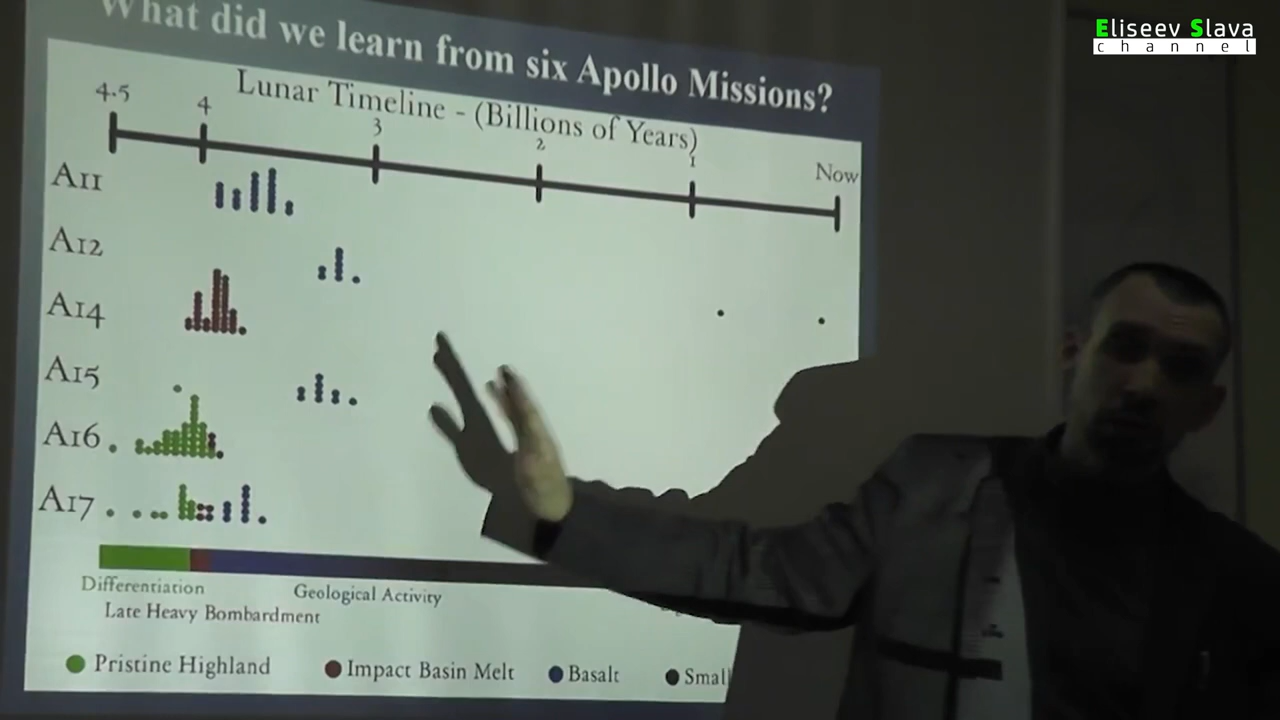 Eliseev Slava
channel
What did we learn from six Apollo Missions?
Lunar Timeline - (Billions of Years)
4.5 4 3 2 1 Now
A11
A12
A14
A15
A16
A17
Differentiation
Geological Activity
Late Heavy Bombardment
Pristine Highland
Impact Basin Melt
Basalt